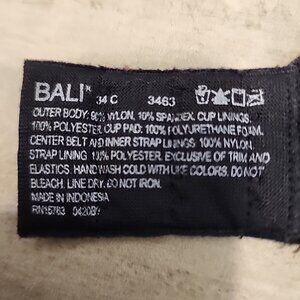 BALI
34 C 3463
OUTER BODY: 90% NYLON, 10% SPANDEX. CUP LININGS:
100% POLYESTER. CUP PAD: 100% POLYURETHANE FOAM.
CENTER BELT AND INNER STRAP LININGS: 100% NYLON.
STRAP LINING 100% POLYESTER. EXCLUSIVE OF TRIM AND
ELASTICS. HAND WASH COLD WITH LIKE COLORS. DO NOT
BLEACH. LINE DRY. DO NOT IRON.
MADE IN INDONESIA
RN15763